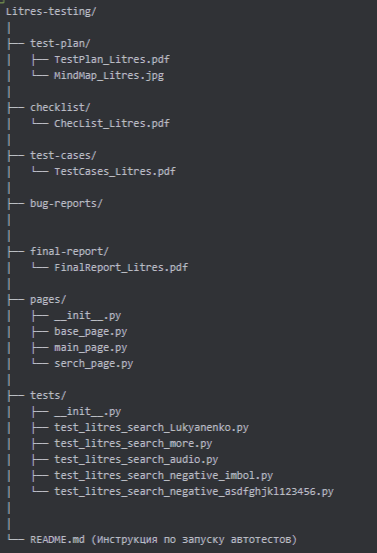 Litres-testing/
│
├── test-plan/
│   ├── TestPlan_Litres.pdf
│   └── MindMap_Litres.jpg
│
├── checklist/
│   └── ChecList_Litres.pdf
│
├── test-cases/
│   └── TestCases_Litres.pdf
│
├── bug-reports/
│
│
├── final-report/
│   └── FinalReport_Litres.pdf
│
├── pages/
│   ├── __init__.py
│   ├── base_page.py
│   ├── main_page.py
│   └── serch_page.py
│
├── tests/
│   ├── __init__.py
│   ├── test_litres_search_Lukyanenko.py
│   ├── test_litres_search_more.py
│   ├── test_litres_search_audio.py
│   ├── test_litres_search_negative_imbol.py
│   └── test_litres_search_negative_asdfghjkl123456.py
│
│
└── README.md (Инструкция по запуску автотестов)